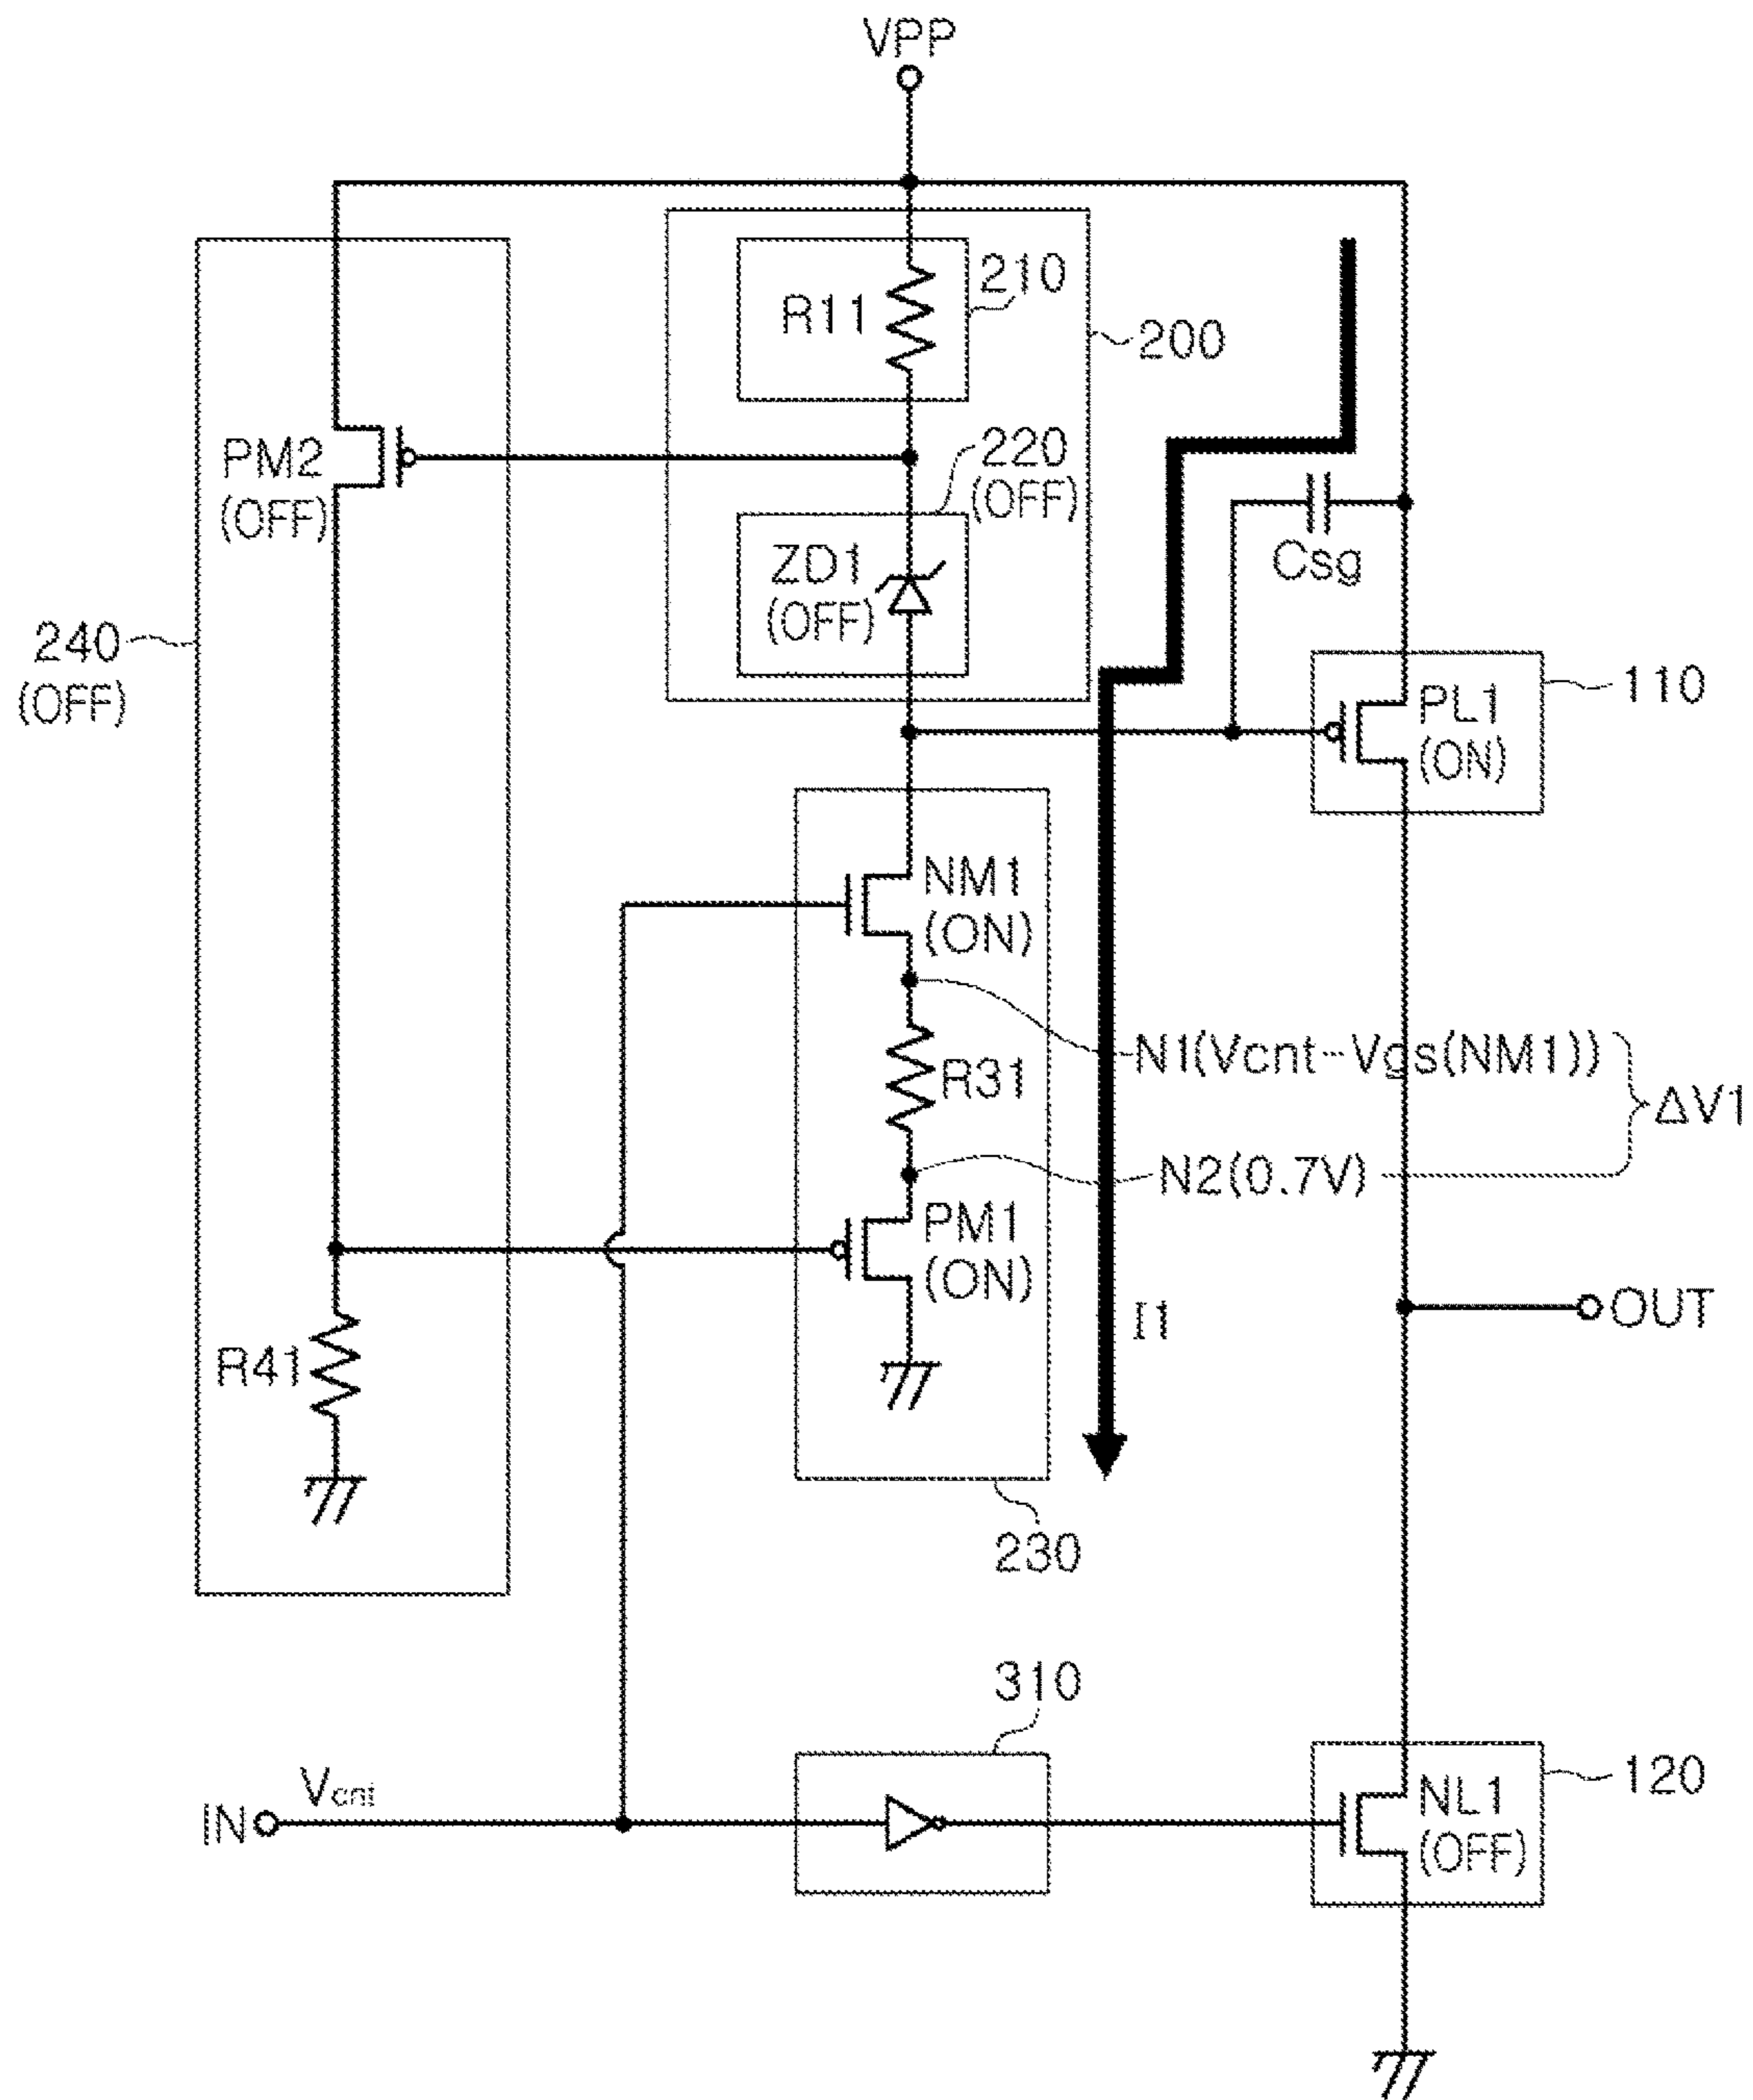 VPP
210
R11
200
PM2
(OFF)
220
(OFF)
ZD1
(OFF)
Csg
240
(OFF)
110
PL1
(ON)
NM1
(ON)
N1(Vcnt-Vgs(NM1))
R31
ΔV1
N2(0.7V)
PM1
(ON)
I1
OUT
R41
230
310
Vcnt
IN
120
NL1
(OFF)